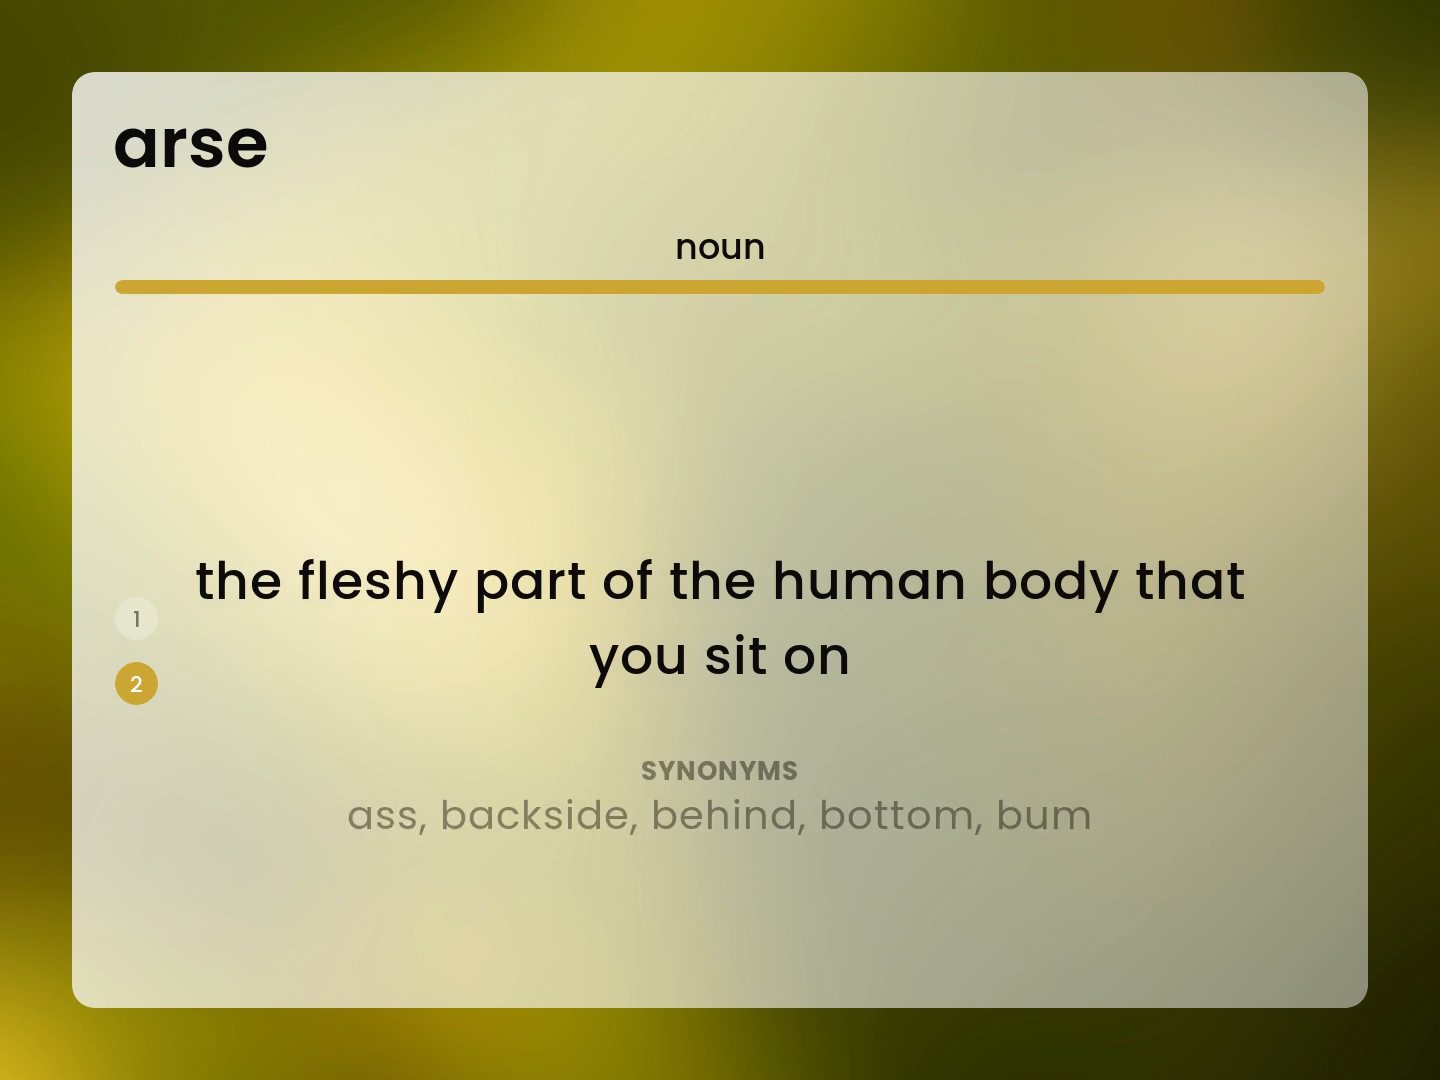 arse
noun
the fleshy part of the human body that
you sit on
1
2
SYNONYMS
ass, backside, behind, bottom, bum